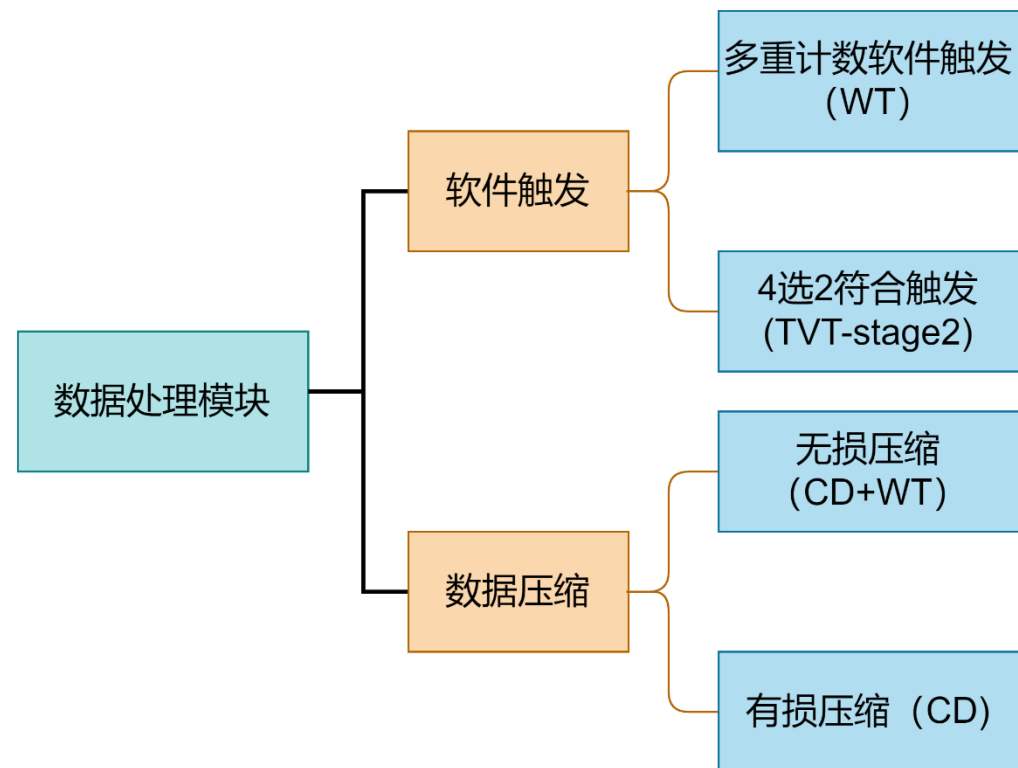 多重计数软件触发
（WT）
软件触发
4选2符合触发
(TVT-stage2)
数据处理模块
无损压缩
（CD+WT）
数据压缩
有损压缩（CD)